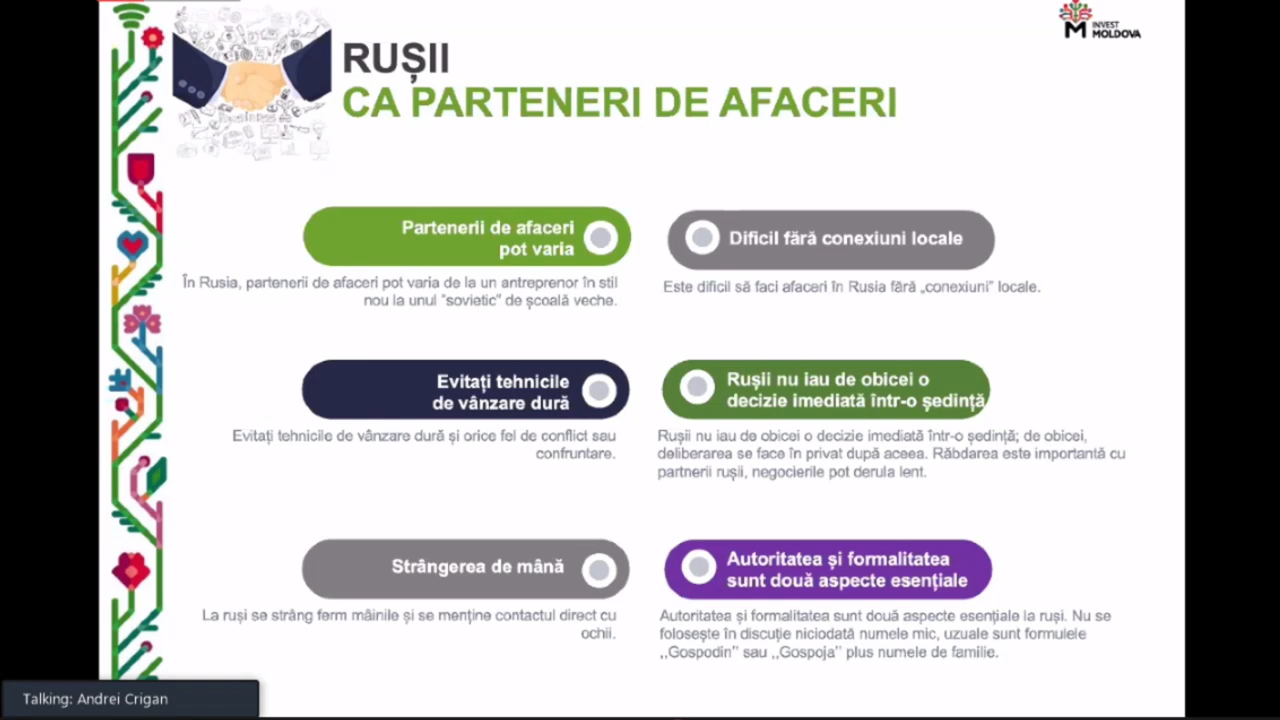 RUȘII
CA PARTENERI DE AFACERI
INVEST
MOLDOVA
Partenerii de afaceri
pot varia
În Rusia, partenerii de afaceri pot varia de la un antreprenor în stil
nou la unul "sovietic" de școală veche.
Dificil fără conexiuni locale
Este dificil să faci afaceri în Rusia fără „conexiuni” locale.
Evitați tehnicile
de vânzare dură
Evitați tehnicile de vânzare dură și orice fel de conflict sau
confruntare.
Rușii nu iau de obicei o
decizie imediată într-o ședință
Rușii nu iau de obicei o decizie imediată într-o ședință; de obicei,
deliberarea se face în privat după aceea. Răbdarea este importantă cu
partnerii ruși, negocierile pot derula lent.
Strângerea de mână
La ruși se strâng ferm mâinile și se menține contactul direct cu
ochii.
Autoritatea și formalitatea
sunt două aspecte esențiale
Autoritatea și formalitatea sunt două aspecte esențiale la ruși. Nu se
folosește în discuție niciodată numele mic, uzuale sunt formulele
,,Gospodin” sau ,,Gospoja” plus numele de familie.
Talking: Andrei Crigan